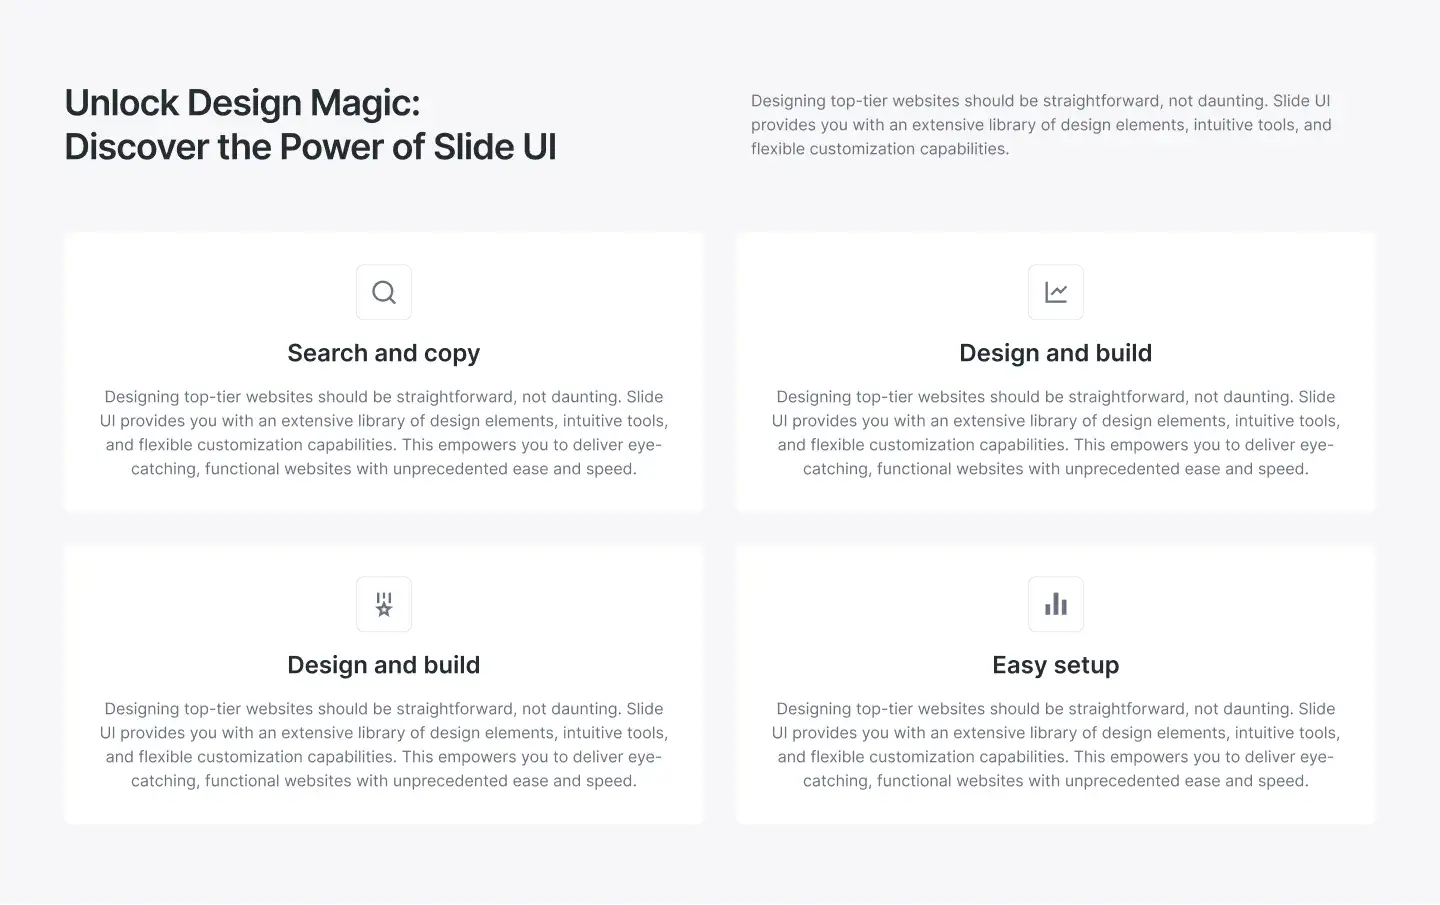 Unlock Design Magic:
Discover the Power of Slide UI
Designing top-tier websites should be straightforward, not daunting. Slide UI
provides you with an extensive library of design elements, intuitive tools, and
flexible customization capabilities.
Search and copy
Designing top-tier websites should be straightforward, not daunting. Slide
UI provides you with an extensive library of design elements, intuitive tools,
and flexible customization capabilities. This empowers you to deliver eye-
catching, functional websites with unprecedented ease and speed.
Design and build
Designing top-tier websites should be straightforward, not daunting. Slide
UI provides you with an extensive library of design elements, intuitive tools,
and flexible customization capabilities. This empowers you to deliver eye-
catching, functional websites with unprecedented ease and speed.
Design and build
Designing top-tier websites should be straightforward, not daunting. Slide
UI provides you with an extensive library of design elements, intuitive tools,
and flexible customization capabilities. This empowers you to deliver eye-
catching, functional websites with unprecedented ease and speed.
Easy setup
Designing top-tier websites should be straightforward, not daunting. Slide
UI provides you with an extensive library of design elements, intuitive tools,
and flexible customization capabilities. This empowers you to deliver eye-
catching, functional websites with unprecedented ease and speed.